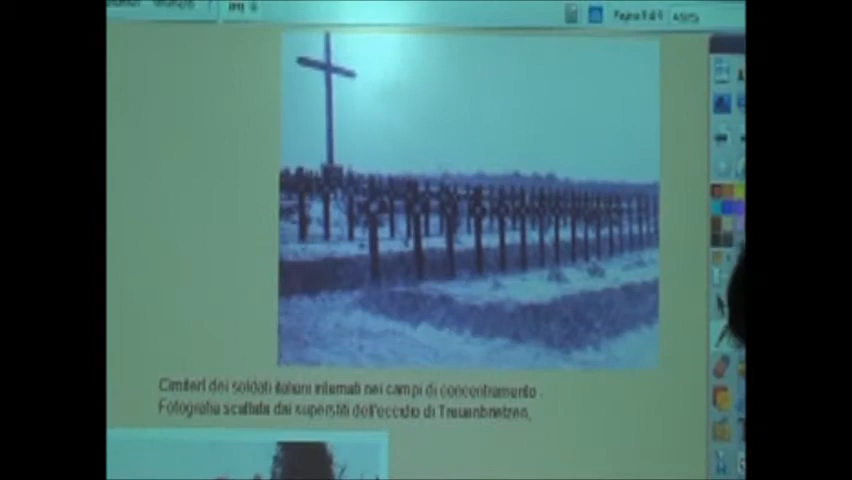 Cimiteri dei soldati italiani internati nei campi di concentramento .
Fotografia scattata dai superstiti dell'eccidio di Treuenbrietzen,